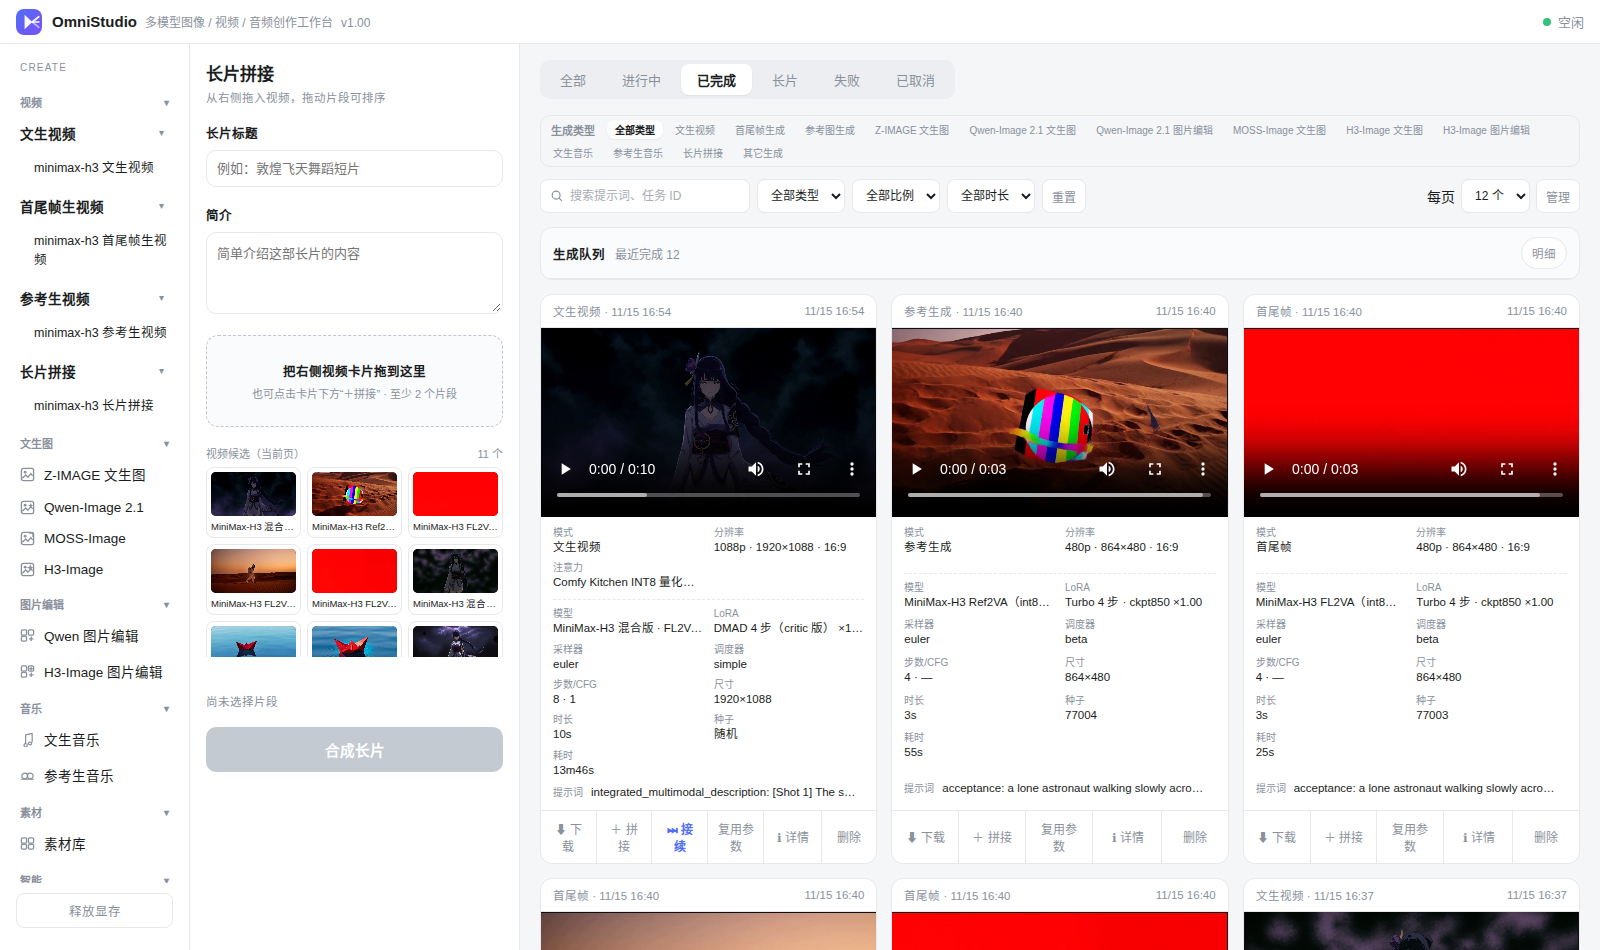 OmniStudio 多模型图像 / 视频 / 音频创作工作台 v1.00
空闲
CREATE
视频
文生视频
minimax-h3 文生视频
首尾帧生视频
minimax-h3 首尾帧生视
频
参考生视频
minimax-h3 参考生视频
长片拼接
minimax-h3 长片拼接
文生图
Z-IMAGE 文生图
Qwen-Image 2.1
MOSS-Image
H3-Image
图片编辑
Qwen 图片编辑
H3-Image 图片编辑
音乐
文生音乐
参考生音乐
素材
素材库
智能
释放显存
长片拼接
从右侧拖入视频，拖动片段可排序
长片标题
例如：敦煌飞天舞蹈短片
简介
简单介绍这部长片的内容
把右侧视频卡片拖到这里
也可点击卡片下方“＋拼接” · 至少 2 个片段
视频候选（当前页） 11 个
MiniMax-H3 混合… MiniMax-H3 Ref2… MiniMax-H3 FL2V…
MiniMax-H3 FL2V… MiniMax-H3 FL2V… MiniMax-H3 混合…
尚未选择片段
合成长片
全部 进行中 已完成 长片 失败 已取消
生成类型 全部类型 文生视频 首尾帧生成 参考图生成 Z-IMAGE 文生图 Qwen-Image 2.1 文生图 Qwen-Image 2.1 图片编辑 MOSS-Image 文生图 H3-Image 文生图 H3-Image 图片编辑
文生音乐 参考生音乐 长片拼接 其它生成
搜索提示词、任务 ID 全部类型 全部比例 全部时长 重置 每页 12 个 管理
生成队列 最近完成 12 明细
文生视频 · 11/15 16:54 11/15 16:54
0:00 / 0:10
模式 分辨率
文生视频 1088p · 1920×1088 · 16:9
注意力
Comfy Kitchen INT8 量化…
模型 LoRA
MiniMax-H3 混合版 · FL2V… DMAD 4 步（critic 版） ×1…
采样器 调度器
euler simple
步数/CFG 尺寸
8 · 1 1920×1088
时长 种子
10s 随机
耗时
13m46s
提示词 integrated_multimodal_description: [Shot 1] The s…
⬇ 下载 ＋ 拼接 ⏭ 接续 复用参数 ℹ 详情 删除
参考生成 · 11/15 16:40 11/15 16:40
0:00 / 0:03
模式 分辨率
参考生成 480p · 864×480 · 16:9
模型 LoRA
MiniMax-H3 Ref2VA（int8… Turbo 4 步 · ckpt850 ×1.00
采样器 调度器
euler beta
步数/CFG 尺寸
4 · — 864×480
时长 种子
3s 77004
耗时
55s
提示词 acceptance: a lone astronaut walking slowly acro…
⬇ 下载 ＋ 拼接 复用参数 ℹ 详情 删除
首尾帧 · 11/15 16:40 11/15 16:40
0:00 / 0:03
模式 分辨率
首尾帧 480p · 864×480 · 16:9
模型 LoRA
MiniMax-H3 FL2VA（int8… Turbo 4 步 · ckpt850 ×1.00
采样器 调度器
euler beta
步数/CFG 尺寸
4 · — 864×480
时长 种子
3s 77003
耗时
25s
提示词 acceptance: a lone astronaut walking slowly acro…
⬇ 下载 ＋ 拼接 复用参数 ℹ 详情 删除
首尾帧 · 11/15 16:40 11/15 16:40
首尾帧 · 11/15 16:40 11/15 16:40
文生视频 · 11/15 16:37 11/15 16:37